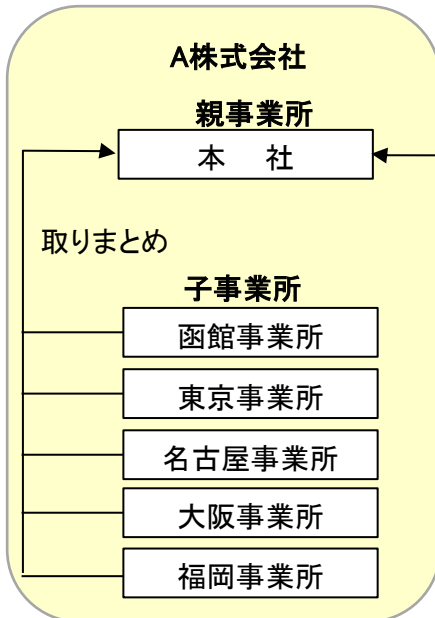 A株式会社
親事業所
本　社
取りまとめ
子事業所
函館事業所
東京事業所
名古屋事業所
大阪事業所
福岡事業所